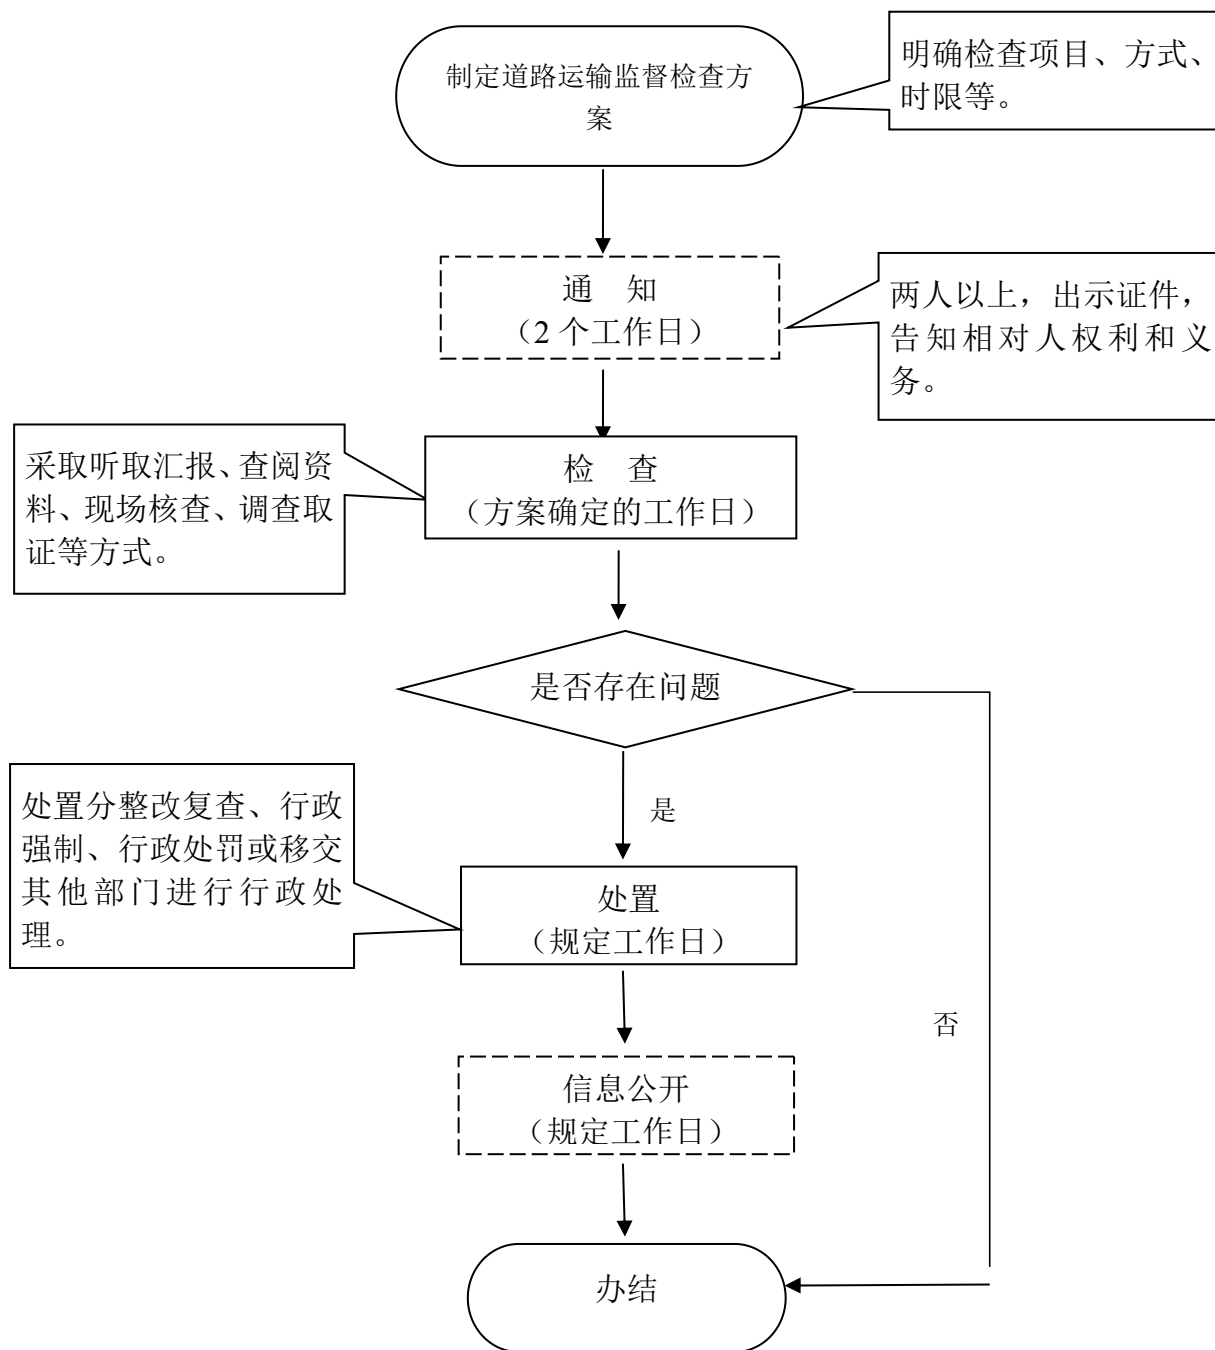 制定道路运输监督检查方
案
明确检查项目、方式、
时限等。
通 知
（2 个工作日）
两人以上，出示证件，
告知相对人权利和义
务。
检 查
（方案确定的工作日）
采取听取汇报、查阅资
料、现场核查、调查取
证等方式。
是否存在问题
是
处置分整改复查、行政
强制、行政处罚或移交
其他部门进行行政处
理。
处置
（规定工作日）
否
信息公开
（规定工作日）
办结